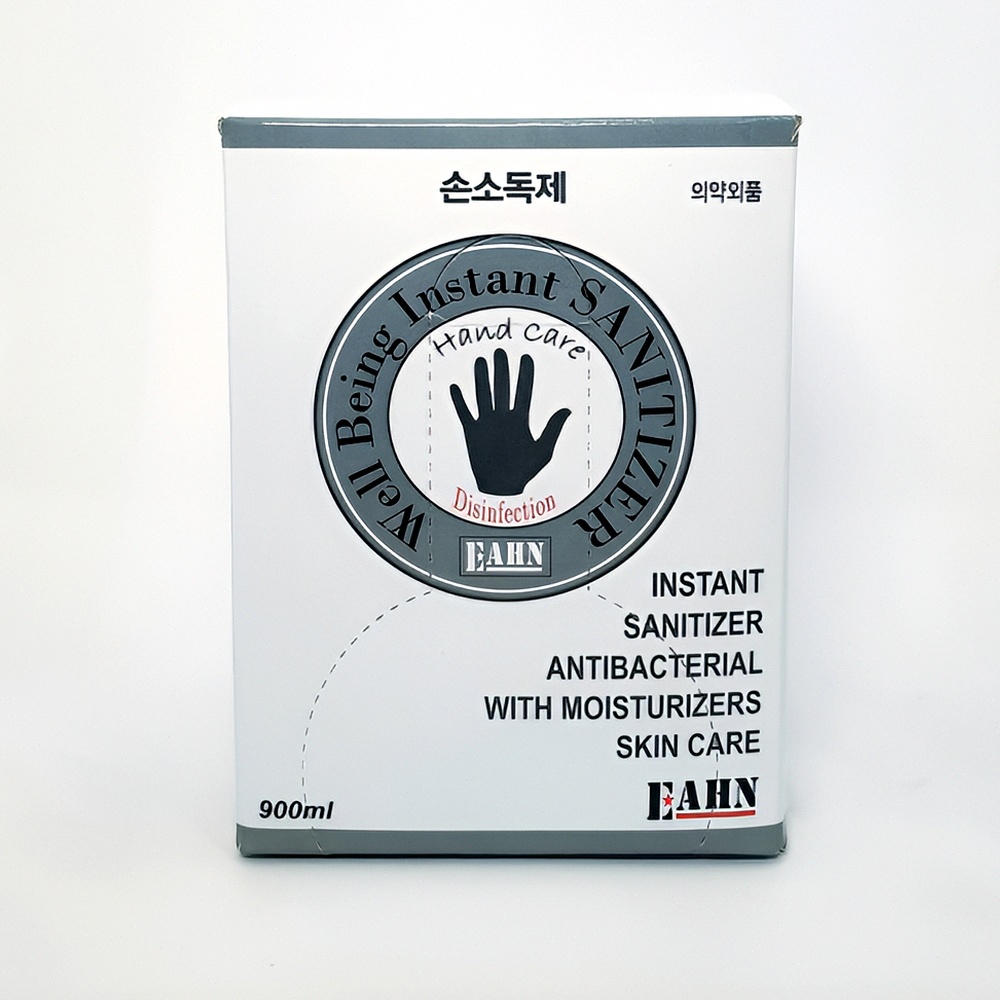 손소독제
의약외품
Well Being Instant SANITIZER
Hand Care
Disinfection
EAHN
INSTANT
SANITIZER
ANTIBACTERIAL
WITH MOISTURIZERS
SKIN CARE
EAHN
900ml